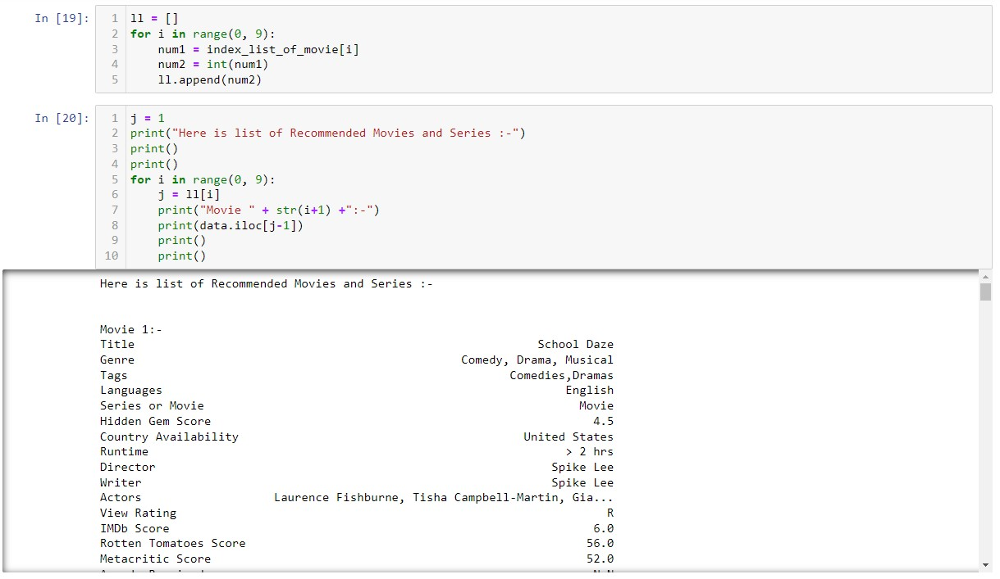 In [19]:
1 ll = []
2 for i in range(0, 9):
3     num1 = index_list_of_movie[i]
4     num2 = int(num1)
5     ll.append(num2)
In [20]:
1 j = 1
2 print("Here is list of Recommended Movies and Series :-")
3 print()
4 print()
5 for i in range(0, 9):
6     j = ll[i]
7     print("Movie " + str(i+1) +":-")
8     print(data.iloc[j-1])
9     print()
10     print()
Here is list of Recommended Movies and Series :-
Movie 1:-
Title School Daze
Genre Comedy, Drama, Musical
Tags Comedies,Dramas
Languages English
Series or Movie Movie
Hidden Gem Score 4.5
Country Availability United States
Runtime > 2 hrs
Director Spike Lee
Writer Spike Lee
Actors Laurence Fishburne, Tisha Campbell-Martin, Gia...
View Rating R
IMDb Score 6.0
Rotten Tomatoes Score 56.0
Metacritic Score 52.0